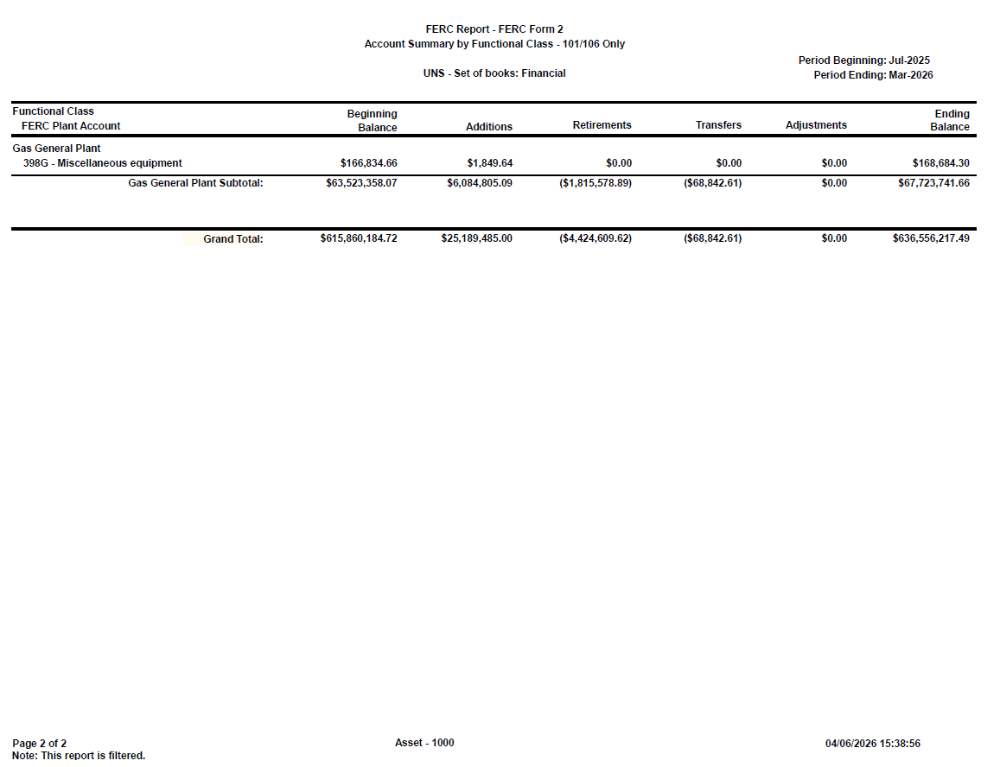 FERC Report - FERC Form 2
Account Summary by Functional Class - 101/106 Only
Period Beginning: Jul-2025
UNS - Set of books: Financial
Period Ending: Mar-2026
Functional Class
FERC Plant Account
Beginning Balance
Additions
Retirements
Transfers
Adjustments
Ending Balance
Gas General Plant
398G - Miscellaneous equipment $166,834.66 $1,849.64 $0.00 $0.00 $0.00 $168,684.30
Gas General Plant Subtotal: $63,523,358.07 $6,084,805.09 ($1,815,578.89) ($68,842.61) $0.00 $67,723,741.66
Grand Total: $615,860,184.72 $25,189,485.00 ($4,424,609.62) ($68,842.61) $0.00 $636,556,217.49
Page 2 of 2 Asset - 1000 04/06/2026 15:38:56
Note: This report is filtered.